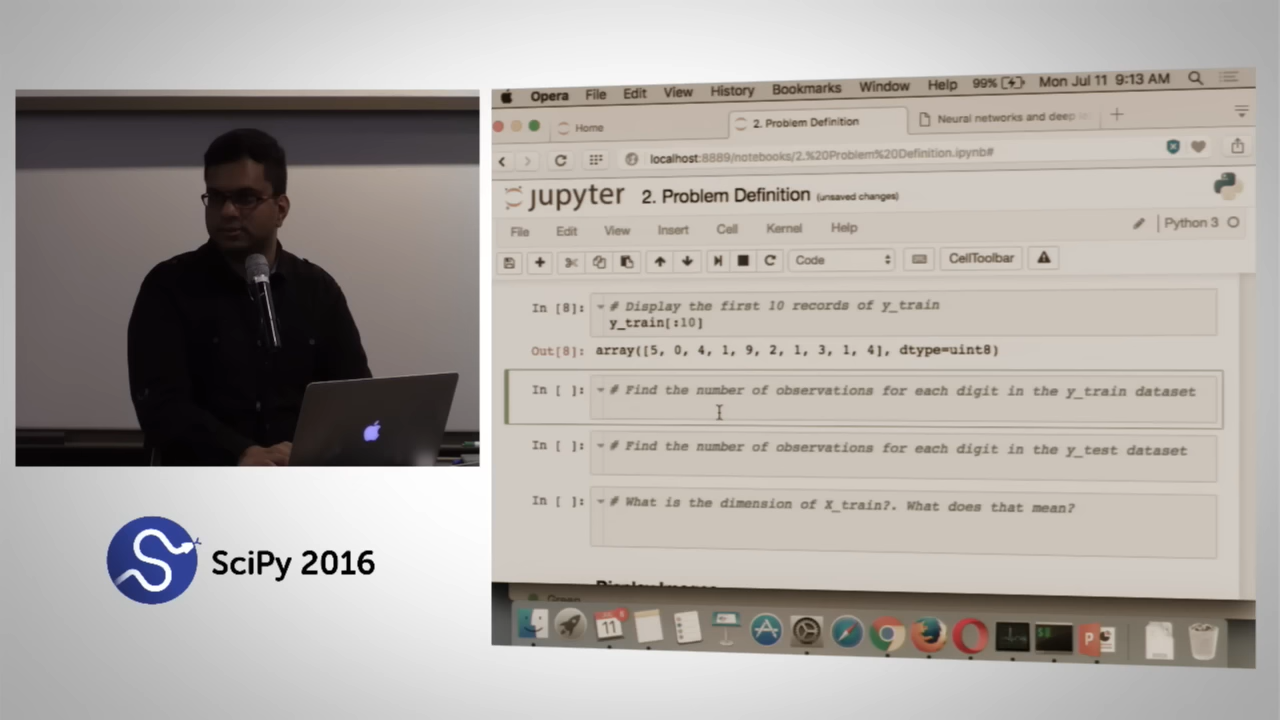 Opera File Edit View History Bookmarks Window Help 99% Mon Jul 11 9:13 AM
Home
2. Problem Definition
Neural networks and deep
localhost:8889/notebooks/2.%20Problem%20Definition.ipynb#
jupyter 2. Problem Definition (unsaved changes)
File Edit View Insert Cell Kernel Help Python 3
Code CellToolbar
In [8]: # Display the first 10 records of y_train
y_train[:10]
Out[8]: array([5, 0, 4, 1, 9, 2, 1, 3, 1, 4], dtype=uint8)
In [ ]: # Find the number of observations for each digit in the y_train dataset
In [ ]: # Find the number of observations for each digit in the y_test dataset
In [ ]: # What is the dimension of X_train?. What does that mean?
Display Images
Green
11
SciPy 2016